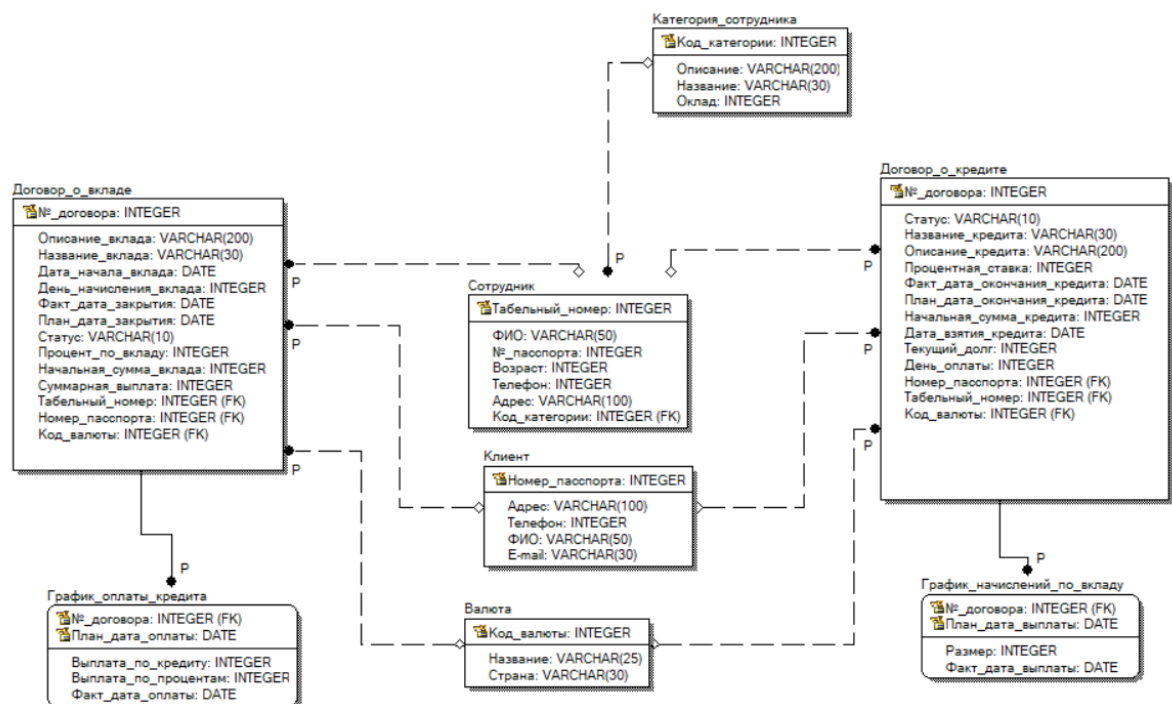 Категория_сотрудника
Код_категории: INTEGER
Описание: VARCHAR(200)
Название: VARCHAR(30)
Оклад: INTEGER
P
Договор_о_вкладе
№_договора: INTEGER
Описание_вклада: VARCHAR(200)
Название_вклада: VARCHAR(30)
Дата_начала_вклада: DATE
День_начисления_вклада: INTEGER
Факт_дата_закрытия: DATE
План_дата_закрытия: DATE
Статус: VARCHAR(10)
Процент_по_вкладу: INTEGER
Начальная_сумма_вклада: INTEGER
Суммарная_выплата: INTEGER
Табельный_номер: INTEGER (FK)
Номер_пасспорта: INTEGER (FK)
Код_валюты: INTEGER (FK)
P
P
P
P
Сотрудник
Табельный_номер: INTEGER
ФИО: VARCHAR(50)
№_пасспорта: INTEGER
Возраст: INTEGER
Телефон: INTEGER
Адрес: VARCHAR(100)
Код_категории: INTEGER (FK)
Договор_о_кредите
№_договора: INTEGER
Статус: VARCHAR(10)
Название_кредита: VARCHAR(30)
Описание_кредита: VARCHAR(200)
Процентная_ставка: INTEGER
Факт_дата_окончания_кредита: DATE
План_дата_окончания_кредита: DATE
Начальная_сумма_кредита: INTEGER
Дата_взятия_кредита: DATE
Текущий_долг: INTEGER
День_оплаты: INTEGER
Номер_пасспорта: INTEGER (FK)
Табельный_номер: INTEGER (FK)
Код_валюты: INTEGER (FK)
P
P
P
P
Клиент
Номер_пасспорта: INTEGER
Адрес: VARCHAR(100)
Телефон: INTEGER
ФИО: VARCHAR(50)
E-mail: VARCHAR(30)
График_оплаты_кредита
№_договора: INTEGER (FK)
План_дата_оплаты: DATE
Выплата_по_кредиту: INTEGER
Выплата_по_процентам: INTEGER
Факт_дата_оплаты: DATE
Валюта
Код_валюты: INTEGER
Название: VARCHAR(25)
Страна: VARCHAR(30)
График_начислений_по_вкладу
№_договора: INTEGER (FK)
План_дата_выплаты: DATE
Размер: INTEGER
Факт_дата_выплаты: DATE